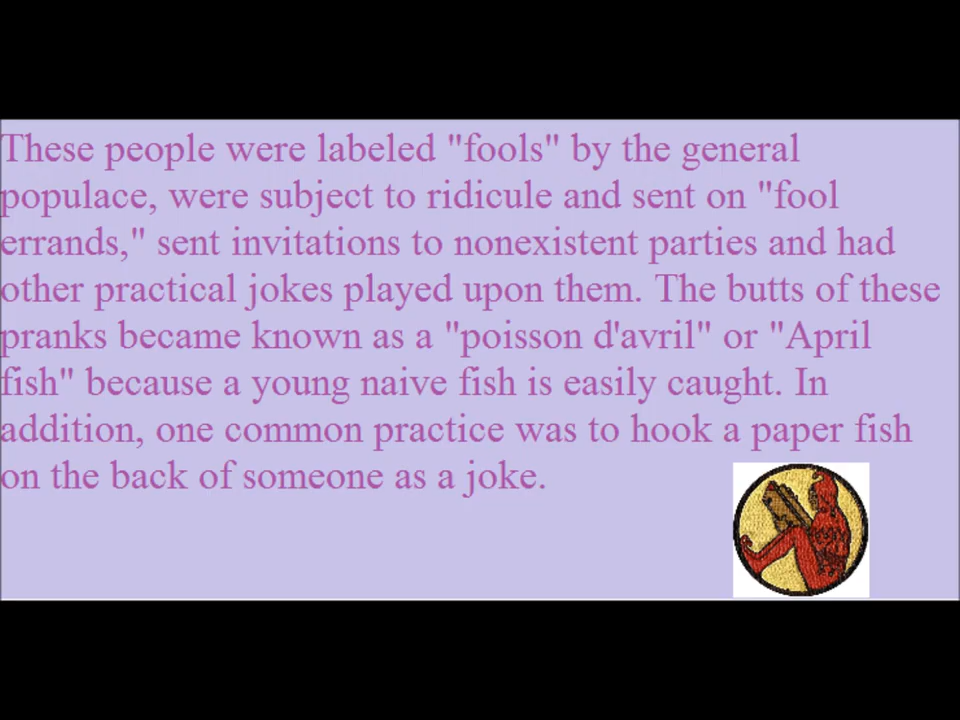 These people were labeled "fools" by the general
populace, were subject to ridicule and sent on "fool
errands," sent invitations to nonexistent parties and had
other practical jokes played upon them. The butts of these
pranks became known as a "poisson d'avril" or "April
fish" because a young naive fish is easily caught. In
addition, one common practice was to hook a paper fish
on the back of someone as a joke.